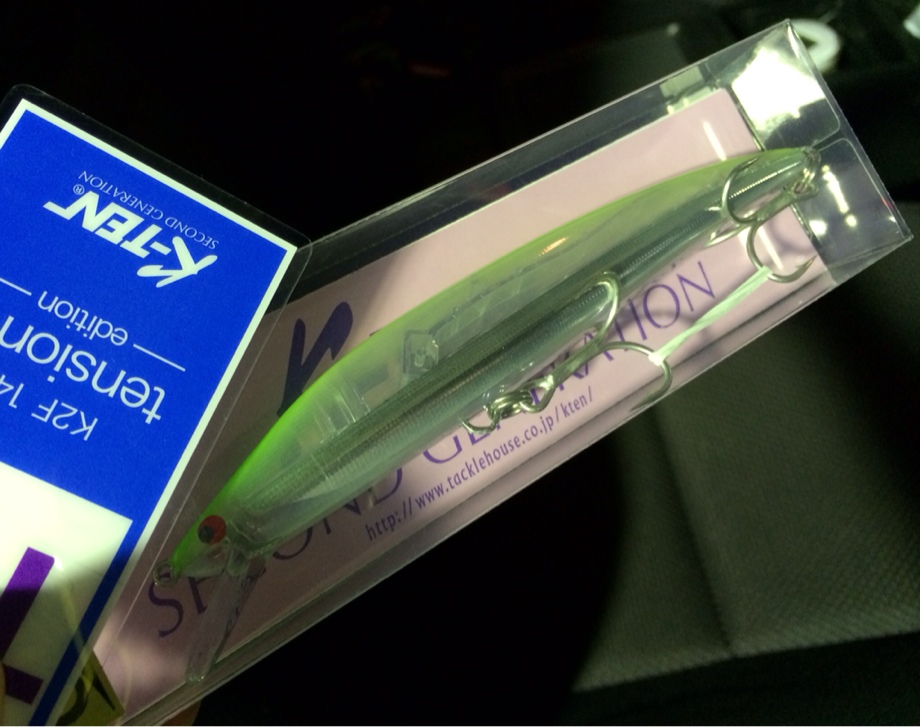 K-TEN®
SECOND GENERATION
edition
tension
K2F 14
SECOND GENERATION
http://www.tacklehouse.co.jp/kten/